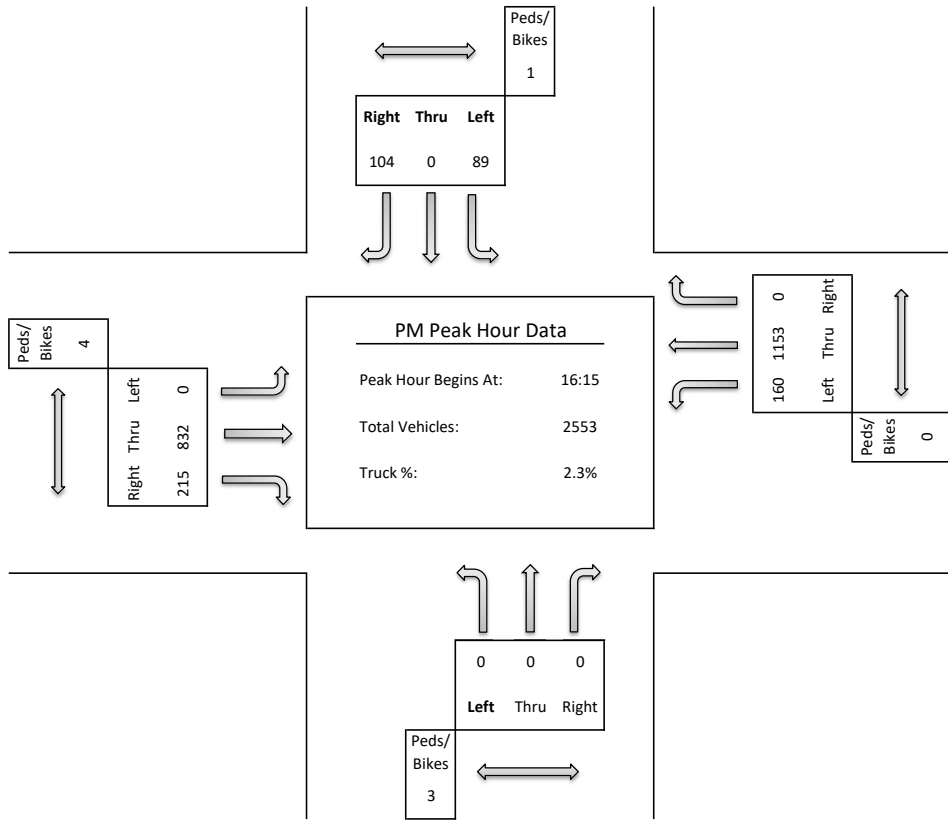 Peds/
Bikes
1
Right Thru Left
104 0 89
Peds/
Bikes
4
Left 0
Thru 832
Right 215
PM Peak Hour Data
Peak Hour Begins At: 16:15
Total Vehicles: 2553
Truck %: 2.3%
0 Right
1153 Thru
160 Left
Peds/
Bikes
0
0 0 0
Left Thru Right
Peds/
Bikes
3